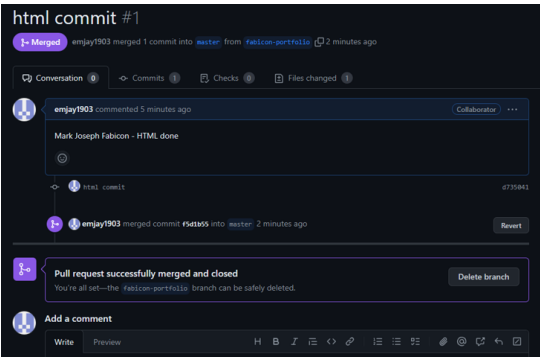 html commit #1
Merged emjay1903 merged 1 commit into master from fabicon-portfolio 2 minutes ago
Conversation 0 Commits 1 Checks 0 Files changed 1
emjay1903 commented 5 minutes ago Collaborator ...
Mark Joseph Fabicon - HTML done
html commit d735041
emjay1903 merged commit f5d1b55 into master 2 minutes ago Revert
Pull request successfully merged and closed
You're all set—the fabicon-portfolio branch can be safely deleted. Delete branch
Add a comment
Write Preview H B I